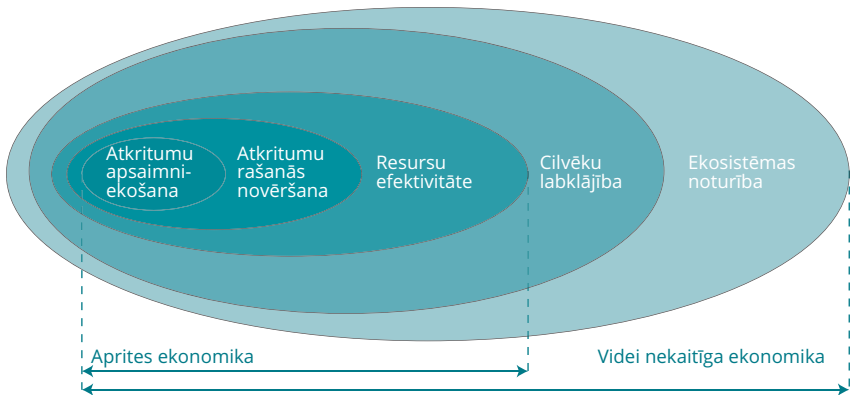 Atkritumu
apsaimni-
ekošana
Atkritumu
rašanās
novēršana
Resursu
efektivitāte
Cilvēku
labklājība
Ekosistēmas
noturība
Aprites ekonomika
Videi nekaitīga ekonomika